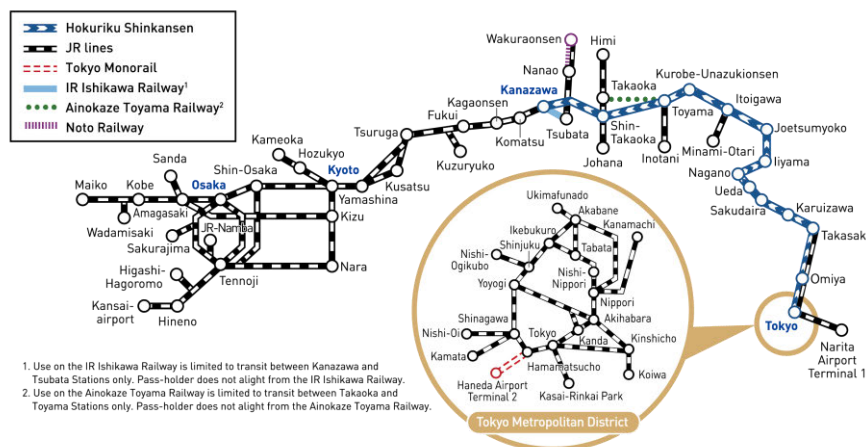 Hokuriku Shinkansen
JR lines
Tokyo Monorail
IR Ishikawa Railway1
Ainokaze Toyama Railway2
Noto Railway
Wakuraonsen
Himi
Nanao
Takaoka
Kurobe-Unazukionsen
Kanazawa
Toyama
Itoigawa
Kagaonsen
Fukui
Tsuruga
Komatsu
Tsubata
Shin-
Takaoka
Joetsumyoko
Kameoka
Hozukyo
Kuzuryuko
Johana
Inotani
Minami-Otari
Iiyama
Sanda
Shin-Osaka
Kyoto
Kusatsu
Nagano
Maiko
Kobe
Osaka
Yamashina
Ueda
Amagasaki
Ukimafunado
Sakudaira
Karuizawa
Wadamisaki
Kizu
Akabane
Kanamachi
JR-Namba
Ikebukuro
Takasaki
Sakurajima
Shinjuku
Tabata
Nishi-
Ogikubo
Nishi-
Nippori
Higashi-
Hagoromo
Tennoji
Nara
Omiya
Yoyogi
Nippori
Kansai-
airport
Hineno
Akihabara
Tokyo
Shinagawa
Kinshicho
Nishi-Oi
Tokyo
Kanda
Narita
Airport
Terminal 1
Kamata
Hamamatsucho
Koiwa
Haneda Airport
Terminal 2
Kasai-Rinkai Park
Tokyo Metropolitan District
1. Use on the IR Ishikawa Railway is limited to transit between Kanazawa and
Tsubata Stations only. Pass-holder does not alight from the IR Ishikawa Railway.
2. Use on the Ainokaze Toyama Railway is limited to transit between Takaoka and
Toyama Stations only. Pass-holder does not alight from the Ainokaze Toyama Railway.